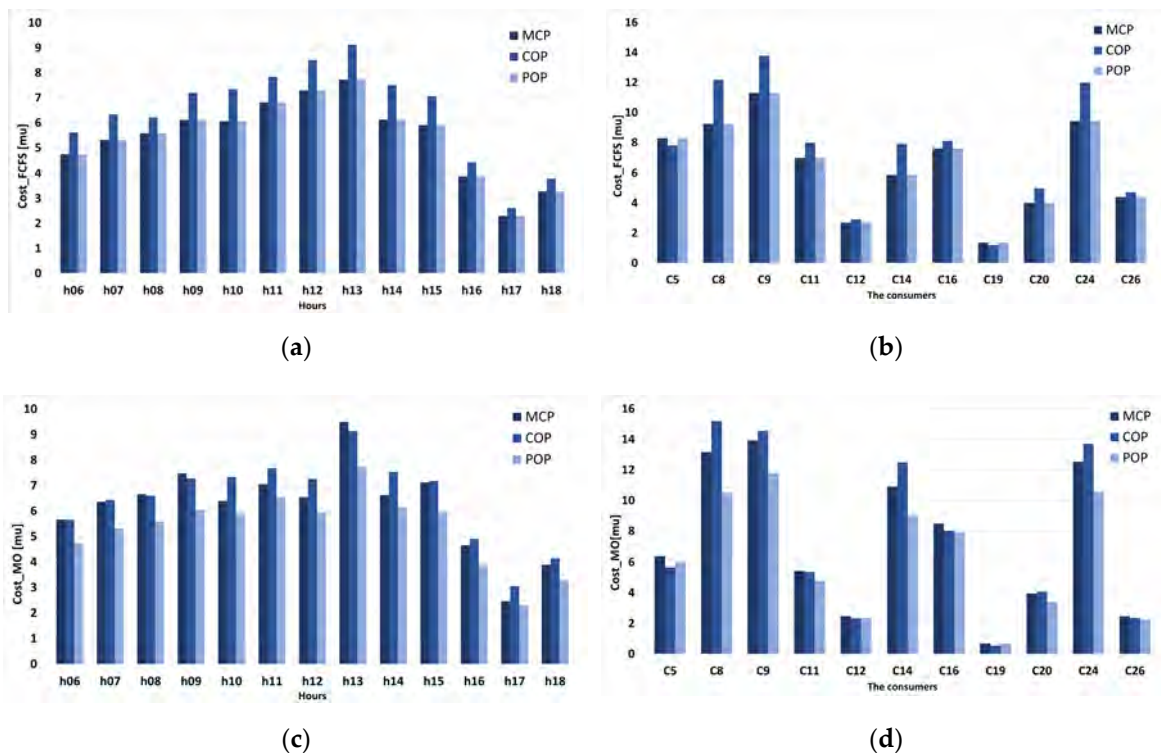 10
9
8
7
6
5
4
3
2
1
0
Cost_FCFS [mu]
MCP
COP
POP
h06 h07 h08 h09 h10 h11 h12 h13 h14 h15 h16 h17 h18
Hours
(a)
16
14
12
10
8
6
4
2
0
Cost_FCFS [mu]
MCP
COP
POP
C5 C8 C9 C11 C12 C14 C16 C19 C20 C24 C26
The consumers
(b)
10
9
8
7
6
5
4
3
2
1
0
Cost_MO [mu]
MCP
COP
POP
h06 h07 h08 h09 h10 h11 h12 h13 h14 h15 h16 h17 h18
Hours
(c)
16
14
12
10
8
6
4
2
0
Cost_MO[mu]
MCP
COP
POP
C5 C8 C9 C11 C12 C14 C16 C19 C20 C24 C26
The consumers
(d)